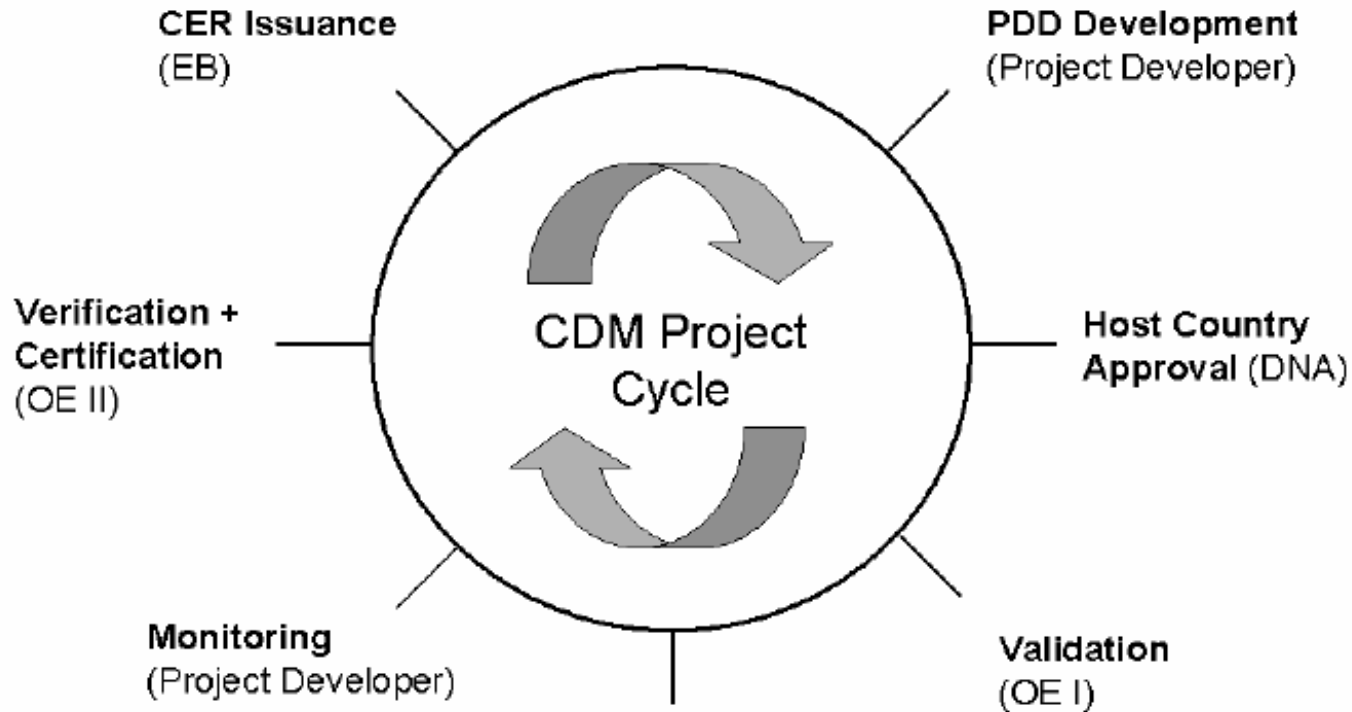 CER Issuance
(EB)
PDD Development
(Project Developer)
Verification +
Certification
(OE II)
CDM Project
Cycle
Host Country
Approval (DNA)
Monitoring
(Project Developer)
Validation
(OE I)